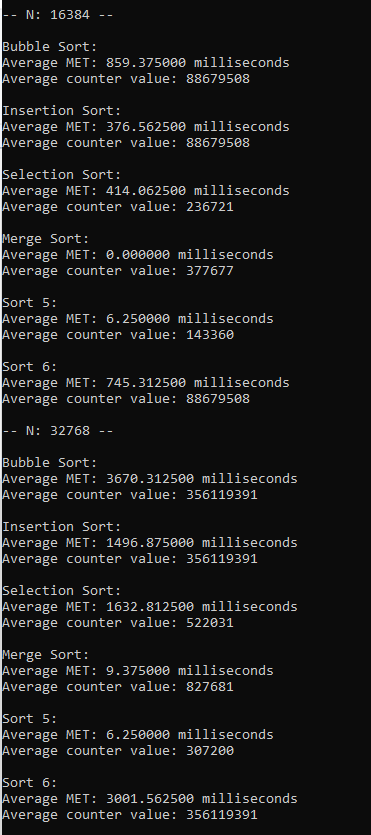 -- N: 16384 --
Bubble Sort:
Average MET: 859.375000 milliseconds
Average counter value: 88679508
Insertion Sort:
Average MET: 376.562500 milliseconds
Average counter value: 88679508
Selection Sort:
Average MET: 414.062500 milliseconds
Average counter value: 236721
Merge Sort:
Average MET: 0.000000 milliseconds
Average counter value: 377677
Sort 5:
Average MET: 6.250000 milliseconds
Average counter value: 143360
Sort 6:
Average MET: 745.312500 milliseconds
Average counter value: 88679508
-- N: 32768 --
Bubble Sort:
Average MET: 3670.312500 milliseconds
Average counter value: 356119391
Insertion Sort:
Average MET: 1496.875000 milliseconds
Average counter value: 356119391
Selection Sort:
Average MET: 1632.812500 milliseconds
Average counter value: 522031
Merge Sort:
Average MET: 9.375000 milliseconds
Average counter value: 827681
Sort 5:
Average MET: 6.250000 milliseconds
Average counter value: 307200
Sort 6:
Average MET: 3001.562500 milliseconds
Average counter value: 356119391